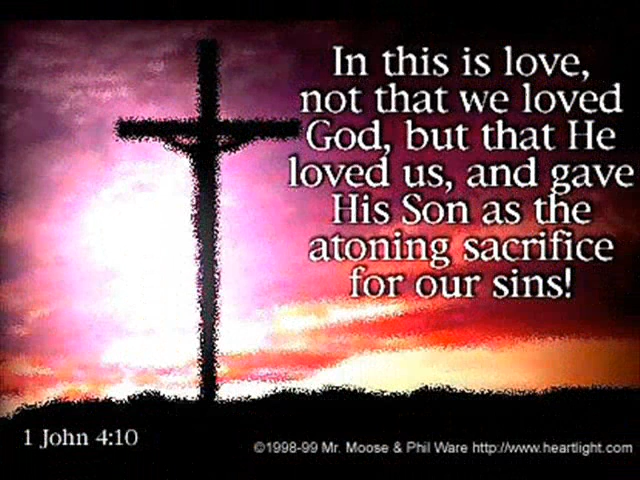 In this is love,
not that we loved
God, but that He
loved us, and gave
His Son as the
atoning sacrifice
for our sins!
1 John 4:10
©1998-99 Mr. Moose & Phil Ware http://www.heartlight.com